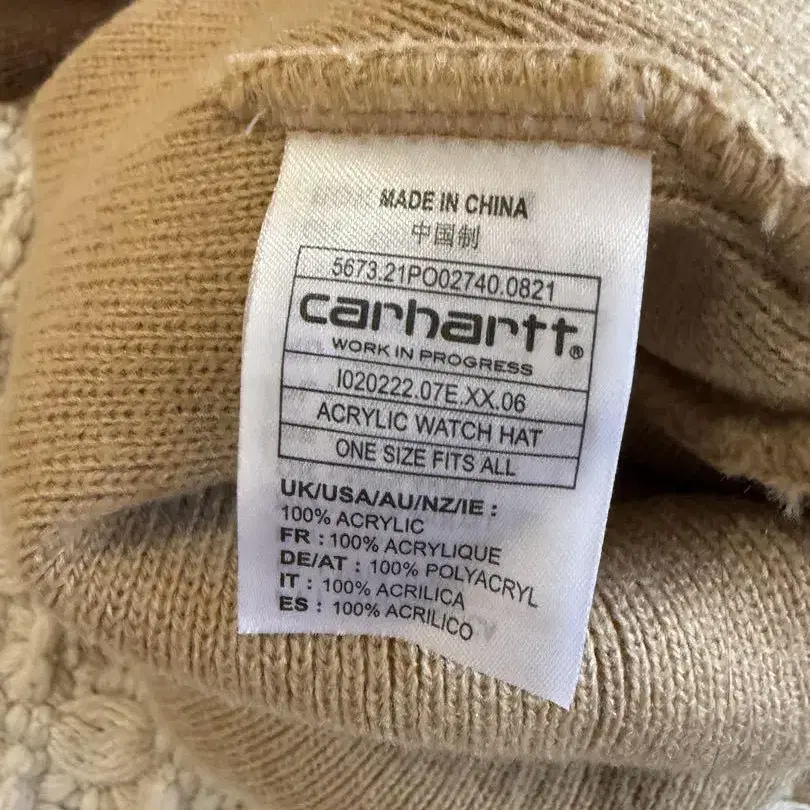 MADE IN CHINA
中国制
5673.21PO02740.0821
carhartt®
WORK IN PROGRESS
I020222.07E.XX.06
ACRYLIC WATCH HAT
ONE SIZE FITS ALL
UK/USA/AU/NZ/IE :
100% ACRYLIC
FR : 100% ACRYLIQUE
DE/AT : 100% POLYACRYL
IT : 100% ACRILICA
ES : 100% ACRILICO